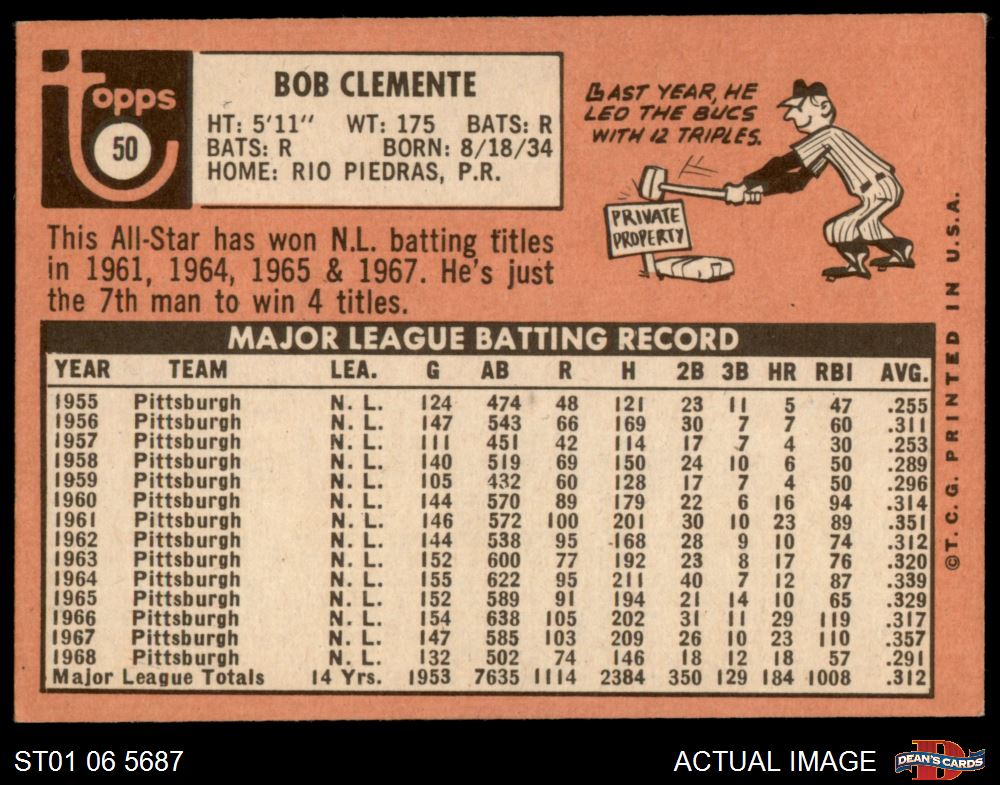 Topps
50
BOB CLEMENTE
HT: 5'11" WT: 175 BATS: R
BATS: R BORN: 8/18/34
HOME: RIO PIEDRAS, P.R.
LAST YEAR, HE
LED THE BUCS
WITH 12 TRIPLES.
PRIVATE
PROPERTY
This All-Star has won N.L. batting titles
in 1961, 1964, 1965 & 1967. He's just
the 7th man to win 4 titles.
MAJOR LEAGUE BATTING RECORD
YEAR TEAM LEA. G AB R H 2B 3B HR RBI AVG.
1955 Pittsburgh N. L. 124 474 48 121 23 11 5 47 .255
1956 Pittsburgh N. L. 147 543 66 169 30 7 7 60 .311
1957 Pittsburgh N. L. 111 451 42 114 17 7 4 30 .253
1958 Pittsburgh N. L. 140 519 69 150 24 10 6 50 .289
1959 Pittsburgh N. L. 105 432 60 128 17 7 4 50 .296
1960 Pittsburgh N. L. 144 570 89 179 22 6 16 94 .314
1961 Pittsburgh N. L. 146 572 100 201 30 10 23 89 .351
1962 Pittsburgh N. L. 144 538 95 168 28 9 10 74 .312
1963 Pittsburgh N. L. 152 600 77 192 23 8 17 76 .320
1964 Pittsburgh N. L. 155 622 95 211 40 7 12 87 .339
1965 Pittsburgh N. L. 152 589 91 194 21 14 10 65 .329
1966 Pittsburgh N. L. 154 638 105 202 31 11 29 119 .317
1967 Pittsburgh N. L. 147 585 103 209 26 10 23 110 .357
1968 Pittsburgh N. L. 132 502 74 146 18 12 18 57 .291
Major League Totals 14 Yrs. 1953 7635 1114 2384 350 129 184 1008 .312
© T. C. G. PRINTED IN U.S.A.
ST01 06 5687
ACTUAL IMAGE
D
DEAN'S CARDS